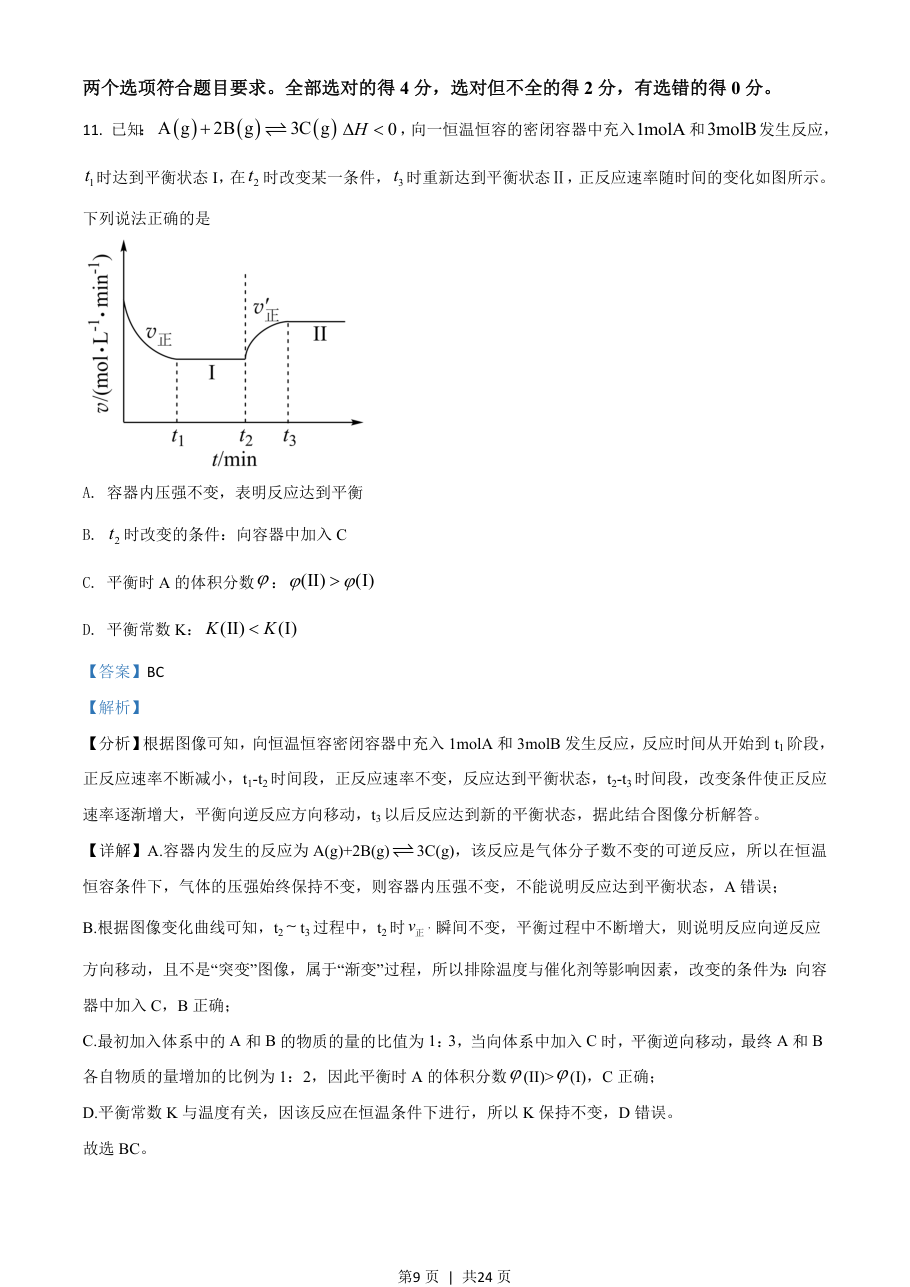 两个选项符合题目要求。全部选对的得 4 分，选对但不全的得 2 分，有选错的得 0 分。
11. 已知：A(g)+2B(g)⇌3C(g) ΔH<0，向一恒温恒容的密闭容器中充入1molA和3molB发生反应，
t₁时达到平衡状态 I，在t₂时改变某一条件，t₃时重新达到平衡状态Ⅱ，正反应速率随时间的变化如图所示。
下列说法正确的是
v/(mol•L⁻¹•min⁻¹)
v正
v′正
I
II
t₁ t₂ t₃
t/min
A. 容器内压强不变，表明反应达到平衡
B. t₂时改变的条件：向容器中加入 C
C. 平衡时 A 的体积分数φ：φ(II)>φ(I)
D. 平衡常数 K：K(II)<K(I)
【答案】BC
【解析】
【分析】根据图像可知，向恒温恒容密闭容器中充入 1molA 和 3molB 发生反应，反应时间从开始到 t₁阶段，
正反应速率不断减小，t₁-t₂时间段，正反应速率不变，反应达到平衡状态，t₂-t₃时间段，改变条件使正反应
速率逐渐增大，平衡向逆反应方向移动，t₃以后反应达到新的平衡状态，据此结合图像分析解答。
【详解】A.容器内发生的反应为 A(g)+2B(g)⇌3C(g)，该反应是气体分子数不变的可逆反应，所以在恒温
恒容条件下，气体的压强始终保持不变，则容器内压强不变，不能说明反应达到平衡状态，A 错误；
B.根据图像变化曲线可知，t₂～t₃过程中，t₂时v正′瞬间不变，平衡过程中不断增大，则说明反应向逆反应
方向移动，且不是“突变”图像，属于“渐变”过程，所以排除温度与催化剂等影响因素，改变的条件为：向容
器中加入 C，B 正确；
C.最初加入体系中的 A 和 B 的物质的量的比值为 1：3，当向体系中加入 C 时，平衡逆向移动，最终 A 和 B
各自物质的量增加的比例为 1：2，因此平衡时 A 的体积分数φ(II)>φ(I)，C 正确；
D.平衡常数 K 与温度有关，因该反应在恒温条件下进行，所以 K 保持不变，D 错误。
故选 BC。
第9 页 | 共24 页